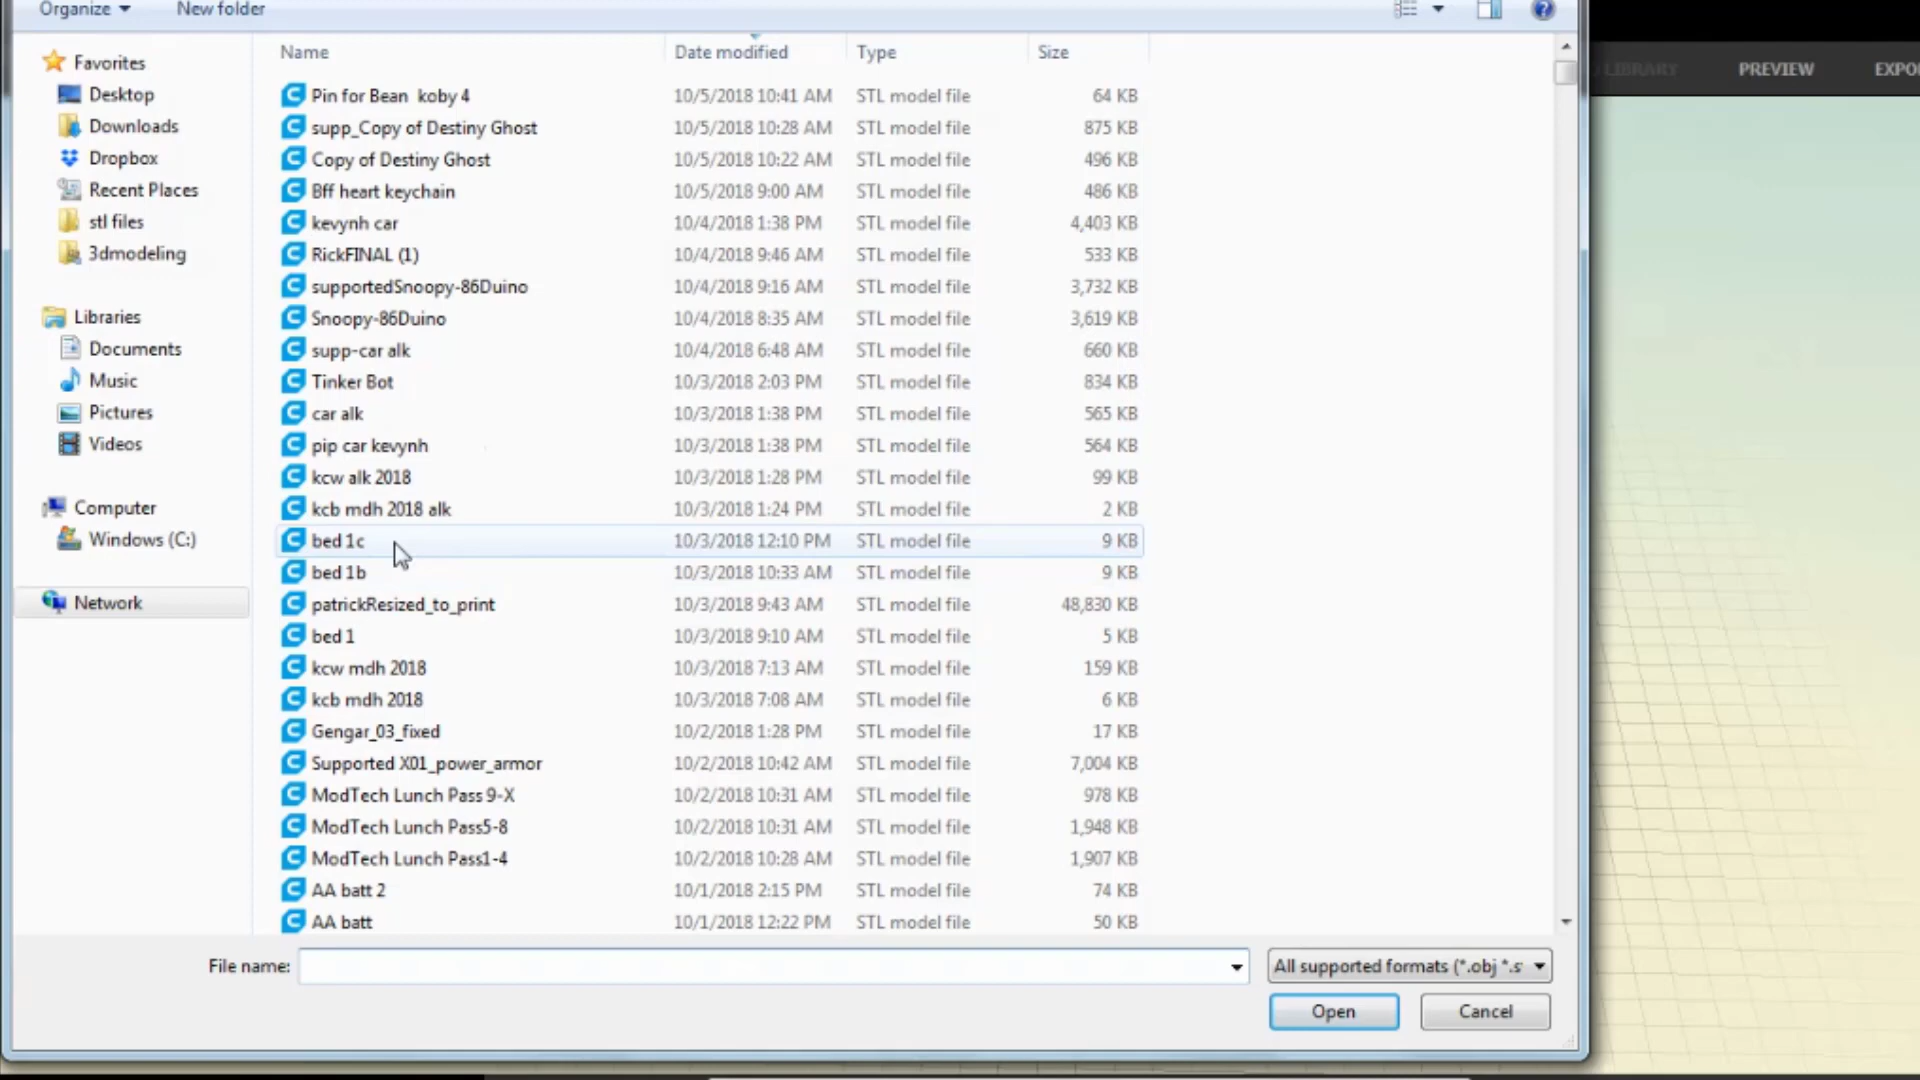 Organize New folder
LIBRARY PREVIEW
Favorites
Desktop
Downloads
Dropbox
Recent Places
stl files
3dmodeling
Libraries
Documents
Music
Pictures
Videos
Computer
Windows (C:)
Network
Name Date modified Type Size
Pin for Bean koby 4 10/5/2018 10:41 AM STL model file 64 KB
supp_Copy of Destiny Ghost 10/5/2018 10:28 AM STL model file 875 KB
Copy of Destiny Ghost 10/5/2018 10:22 AM STL model file 496 KB
Bff heart keychain 10/5/2018 9:00 AM STL model file 486 KB
kevynh car 10/4/2018 1:38 PM STL model file 4,403 KB
RickFINAL (1) 10/4/2018 9:46 AM STL model file 533 KB
supportedSnoopy-86Duino 10/4/2018 9:16 AM STL model file 3,732 KB
Snoopy-86Duino 10/4/2018 8:35 AM STL model file 3,619 KB
supp-car alk 10/4/2018 6:48 AM STL model file 660 KB
Tinker Bot 10/3/2018 2:03 PM STL model file 834 KB
car alk 10/3/2018 1:38 PM STL model file 565 KB
pip car kevynh 10/3/2018 1:38 PM STL model file 564 KB
kcw alk 2018 10/3/2018 1:28 PM STL model file 99 KB
kcb mdh 2018 alk 10/3/2018 1:24 PM STL model file 2 KB
bed 1c 10/3/2018 12:10 PM STL model file 9 KB
bed 1b 10/3/2018 10:33 AM STL model file 9 KB
patrickResized_to_print 10/3/2018 9:43 AM STL model file 48,830 KB
bed 1 10/3/2018 9:10 AM STL model file 5 KB
kcw mdh 2018 10/3/2018 7:13 AM STL model file 159 KB
kcb mdh 2018 10/3/2018 7:08 AM STL model file 6 KB
Gengar_03_fixed 10/2/2018 1:28 PM STL model file 17 KB
Supported X01_power_armor 10/2/2018 10:42 AM STL model file 7,004 KB
ModTech Lunch Pass 9-X 10/2/2018 10:31 AM STL model file 978 KB
ModTech Lunch Pass5-8 10/2/2018 10:31 AM STL model file 1,948 KB
ModTech Lunch Pass1-4 10/2/2018 10:28 AM STL model file 1,907 KB
AA batt 2 10/1/2018 2:15 PM STL model file 74 KB
AA batt 10/1/2018 12:22 PM STL model file 50 KB
File name: All supported formats (*.obj *.s
Open Cancel